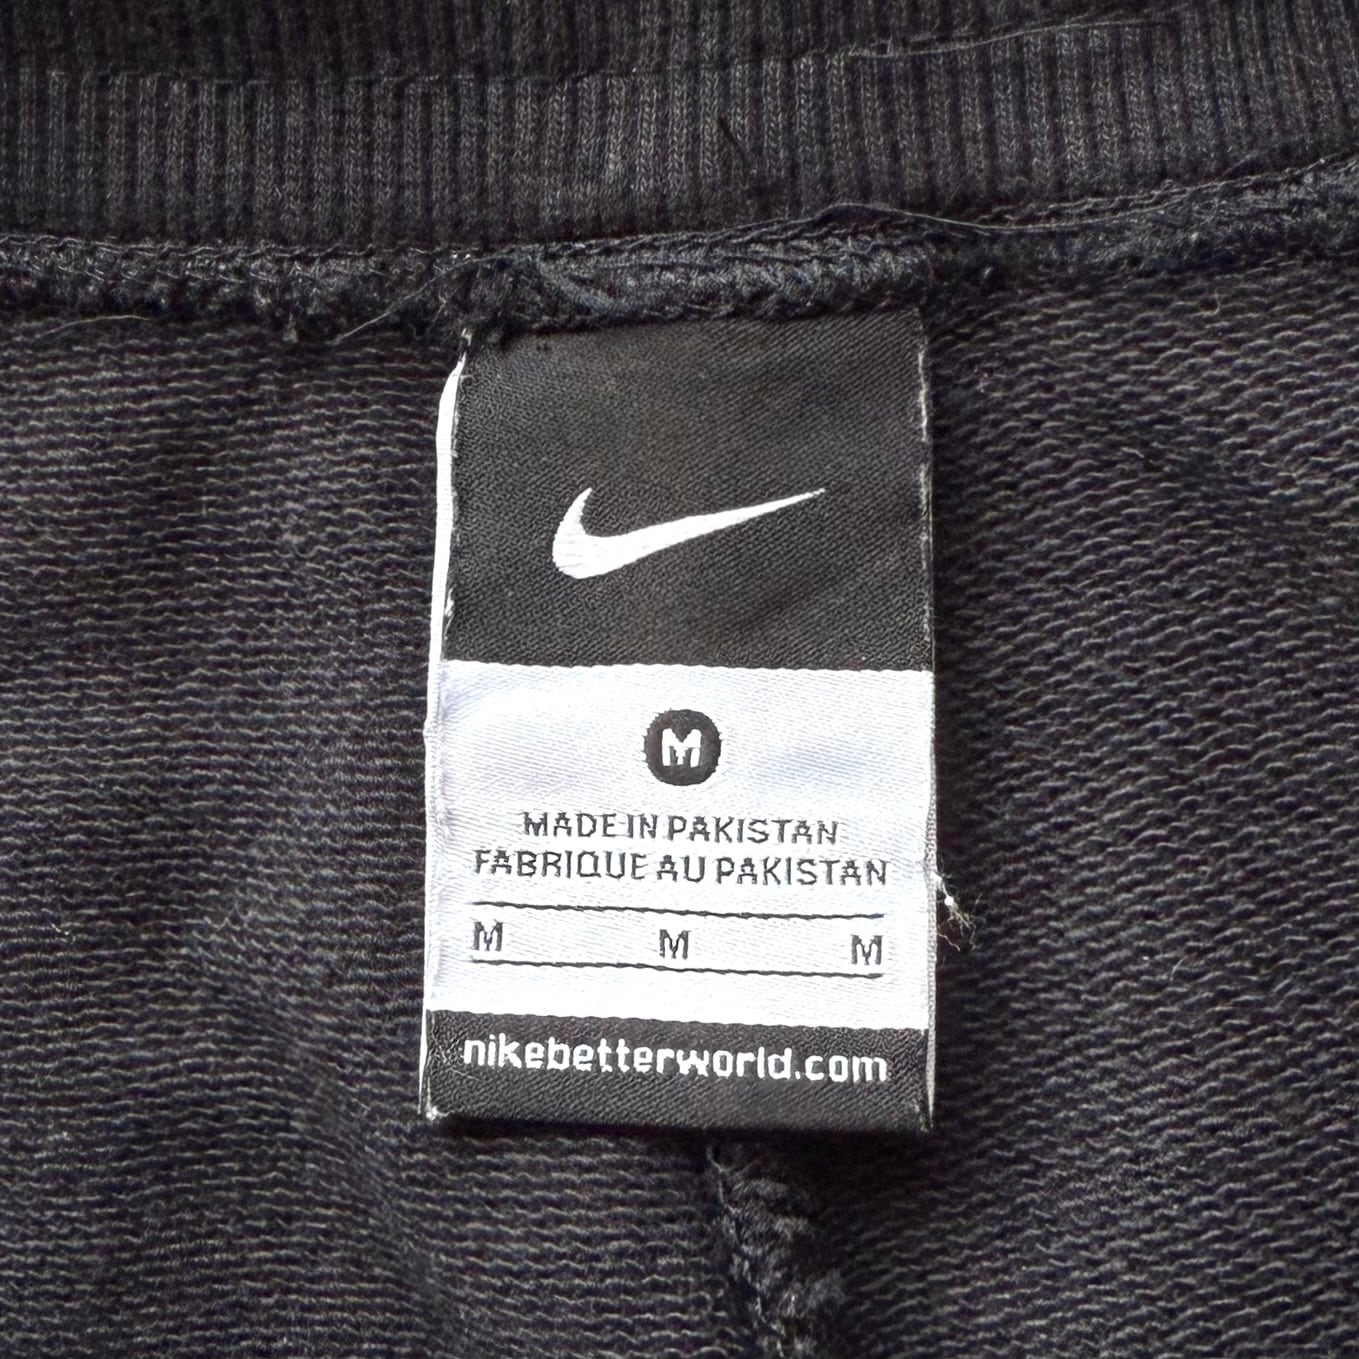 M
MADE IN PAKISTAN
FABRIQUE AU PAKISTAN
M M M
nikebetterworld.com